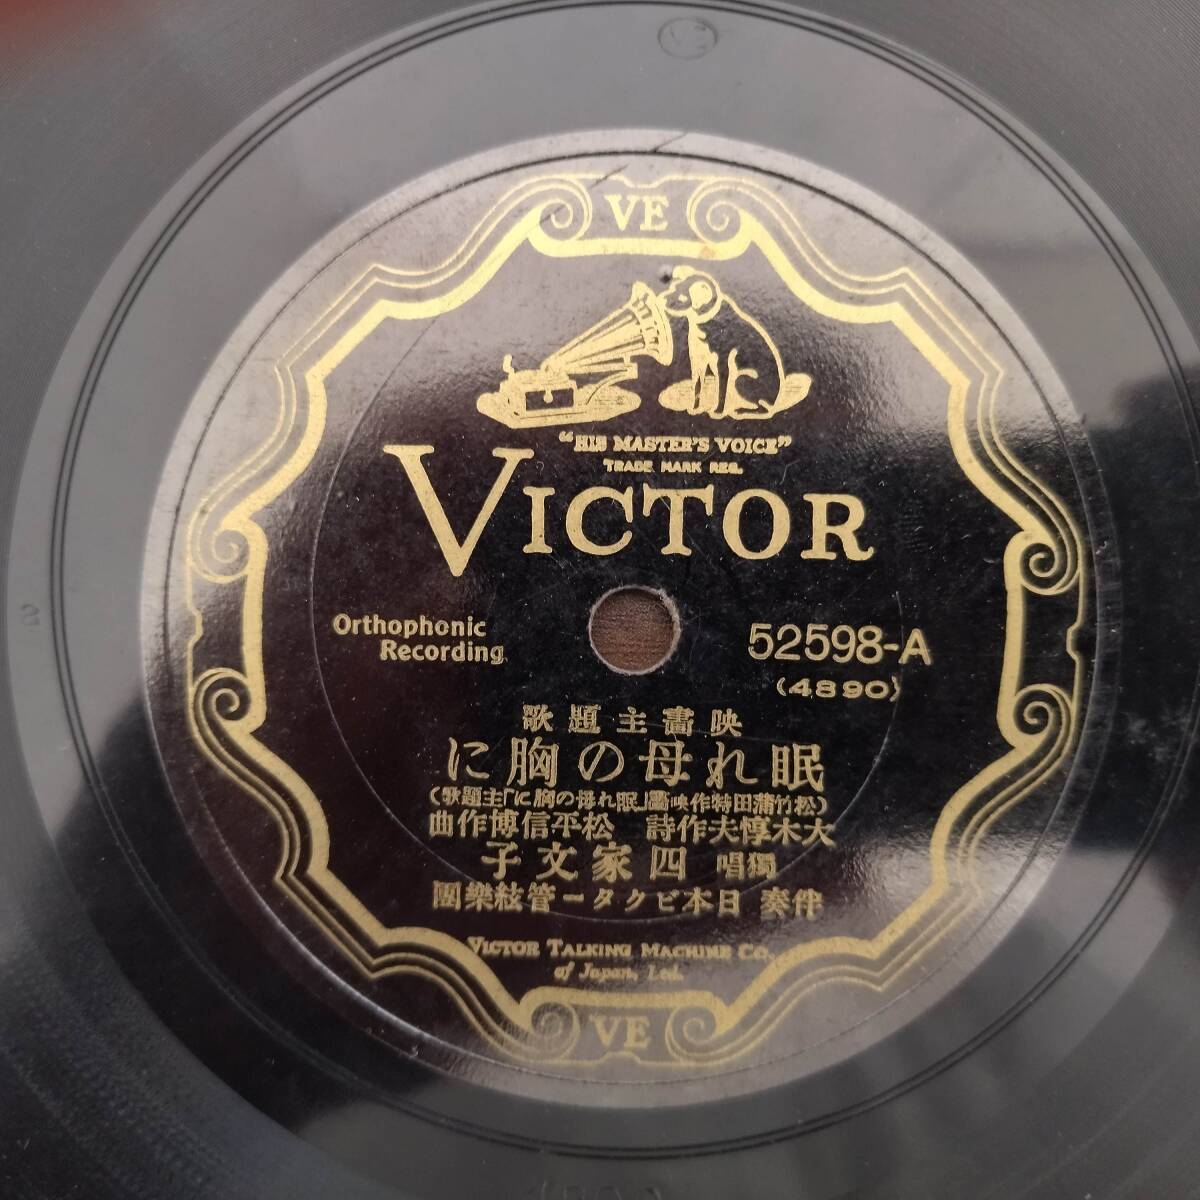 VE
"HIS MASTER'S VOICE"
TRADE MARK REG.
VICTOR
Orthophonic
Recording
52598-A
(4890)
映畵主題歌
眠れ母の胸に
(松竹蒲田特作映畵「眠れ母の胸に」主題歌)
大木惇夫作詩 松平信博作曲
獨唱 四家文子
伴奏 日本ビクター管絃樂團
VICTOR TALKING MACHINE CO.
of Japan, Ltd.
VE